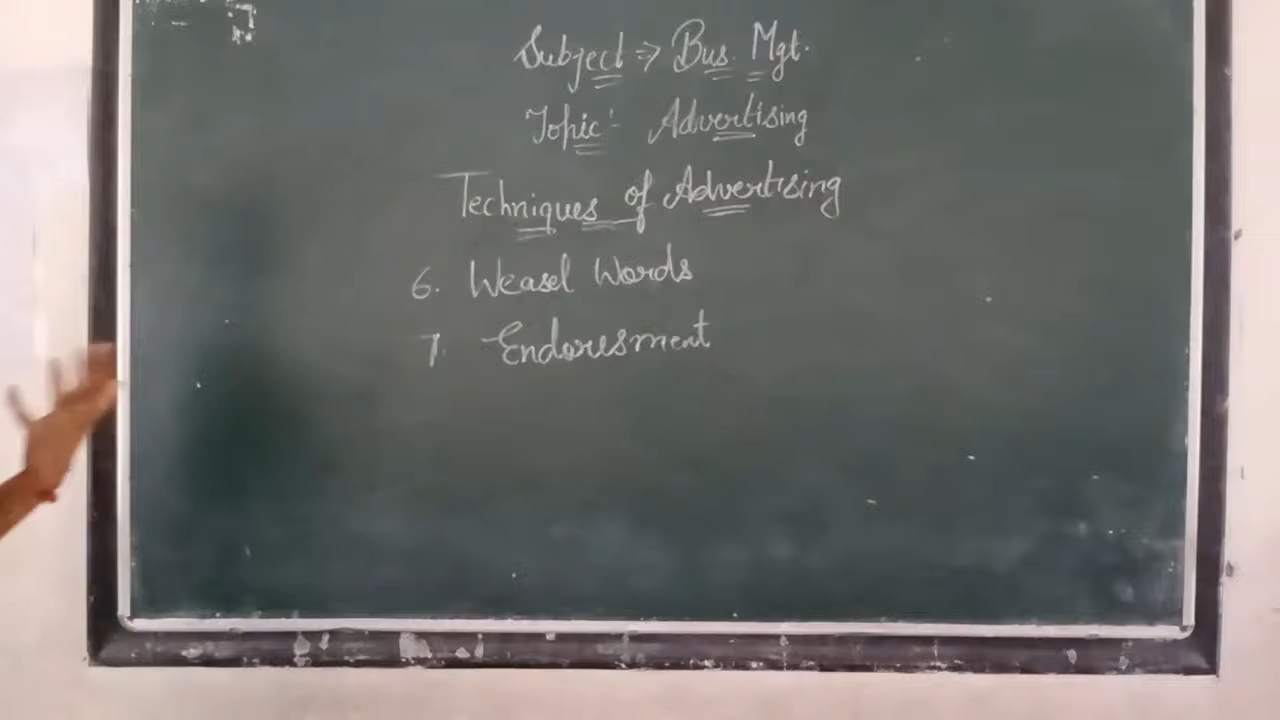 Subject => Bus. Mgt.
Topic:- Advertising
Techniques of Advertising
6. Weasel Words
7. Endoresment